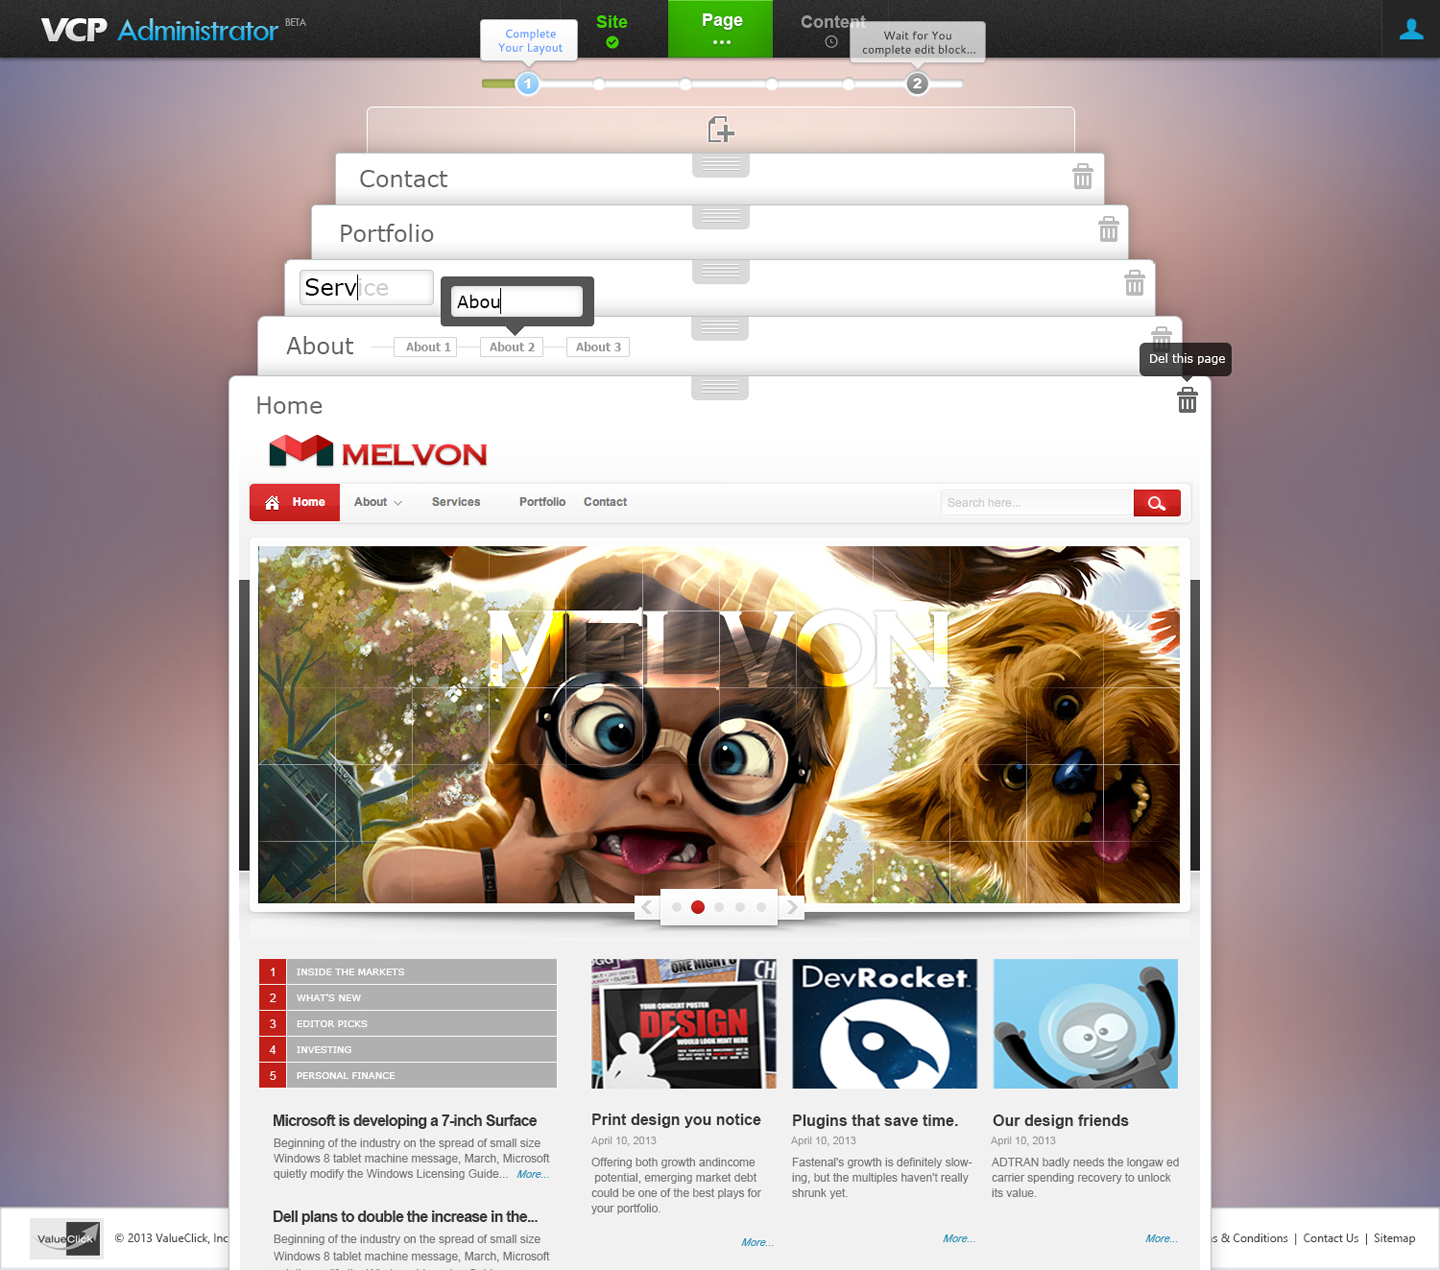 VCP Administrator BETA
Site
Page
Content
Complete
Your Layout
Wait for You
complete edit block...
1
2
Contact
Portfolio
Service
Abou
About
About 1
About 2
About 3
Del this page
Home
MELVON
Home
About
Services
Portfolio
Contact
Search here...
MELVON
1 INSIDE THE MARKETS
2 WHAT'S NEW
3 EDITOR PICKS
4 INVESTING
5 PERSONAL FINANCE
ONE NIGHT
CH
YOUR CONCERT POSTER
DESIGN
WOULD LOOK HINT HERE
DevRocket
Microsoft is developing a 7-inch Surface
Beginning of the industry on the spread of small size
Windows 8 tablet machine message, March, Microsoft
quietly modify the Windows Licensing Guide... More...
Dell plans to double the increase in the...
Beginning of the industry on the spread of small size
Windows 8 tablet machine message, March, Microsoft
Print design you notice
April 10, 2013
Offering both growth andincome
potential, emerging market debt
could be one of the best plays for
your portfolio.
More...
Plugins that save time.
April 10, 2013
Fastenal's growth is definitely slow-
ing, but the multiples haven't really
shrunk yet.
More...
Our design friends
April 10, 2013
ADTRAN badly needs the longaw ed
carrier spending recovery to unlock
its value.
More...
ValueClick
© 2013 ValueClick, Inc
s & Conditions | Contact Us | Sitemap